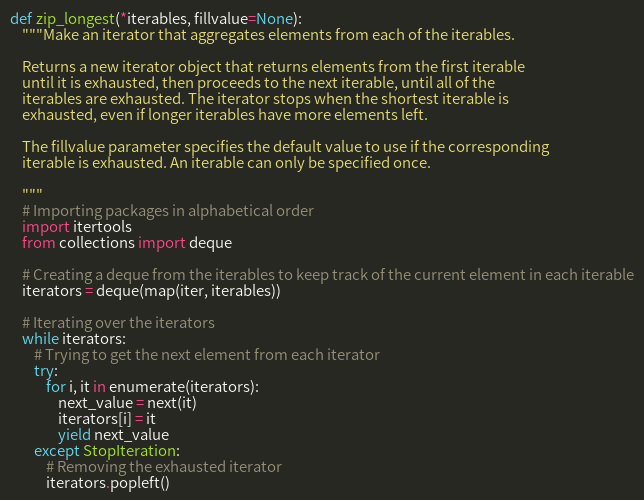 def zip_longest(*iterables, fillvalue=None):
"""Make an iterator that aggregates elements from each of the iterables.
Returns a new iterator object that returns elements from the first iterable
until it is exhausted, then proceeds to the next iterable, until all of the
iterables are exhausted. The iterator stops when the shortest iterable is
exhausted, even if longer iterables have more elements left.
The fillvalue parameter specifies the default value to use if the corresponding
iterable is exhausted. An iterable can only be specified once.
"""
# Importing packages in alphabetical order
import itertools
from collections import deque
# Creating a deque from the iterables to keep track of the current element in each iterable
iterators = deque(map(iter, iterables))
# Iterating over the iterators
while iterators:
# Trying to get the next element from each iterator
try:
for i, it in enumerate(iterators):
next_value = next(it)
iterators[i] = it
yield next_value
except StopIteration:
# Removing the exhausted iterator
iterators.popleft()